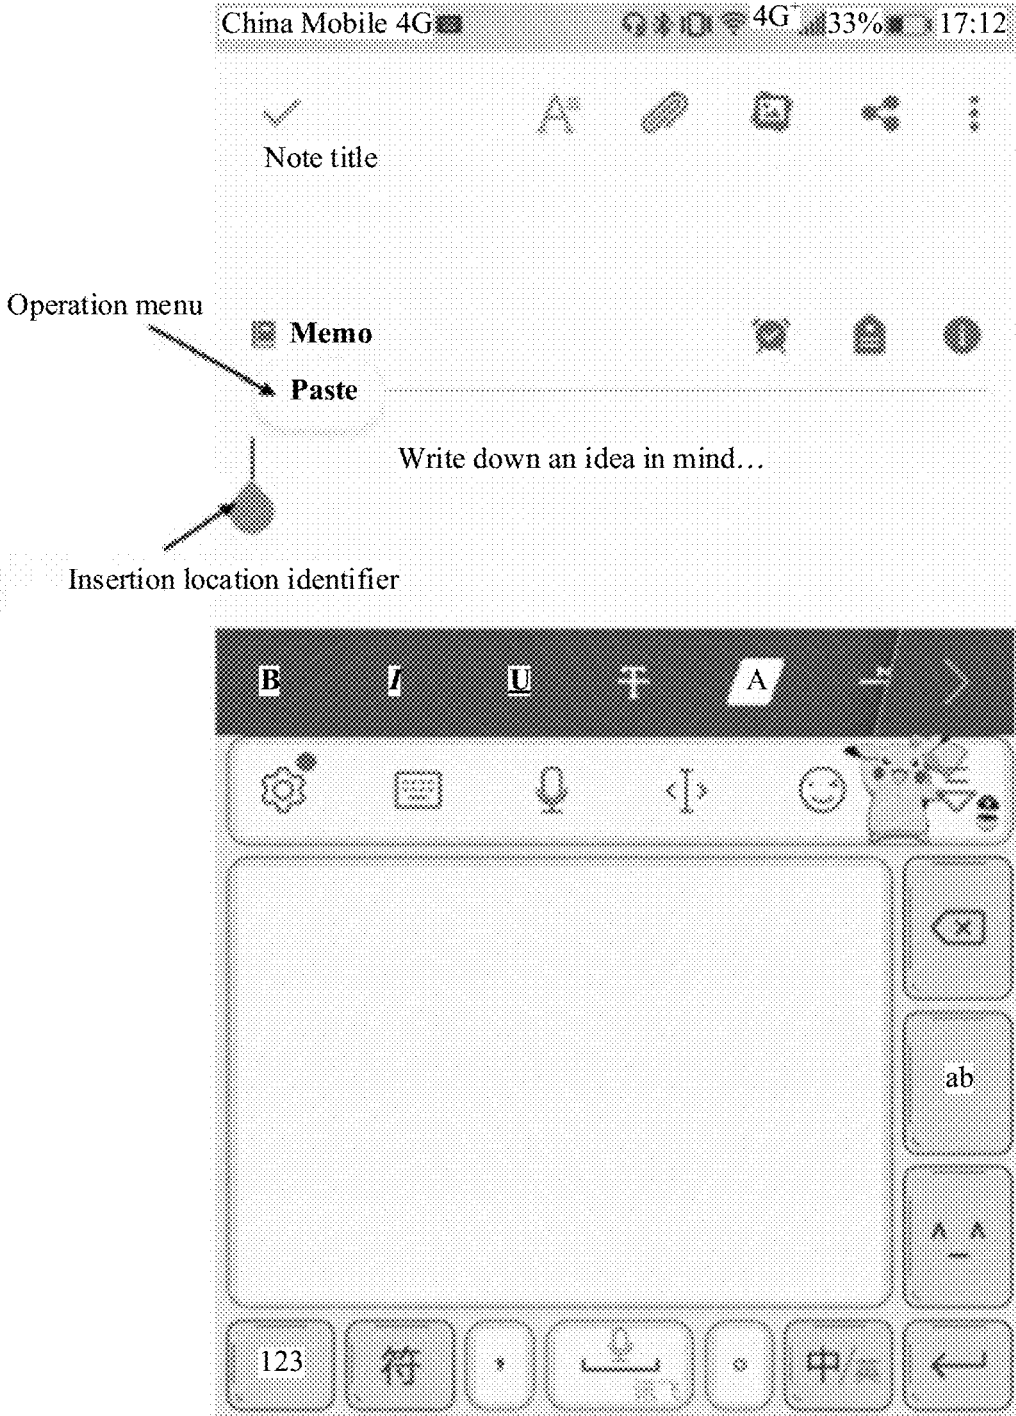 China Mobile 4G 4G+ 33% 17:12
A
Note title
Operation menu
Memo
Paste
Write down an idea in mind…
Insertion location identifier
B I U T A
ab
^_^
123 符 , 。 中/英